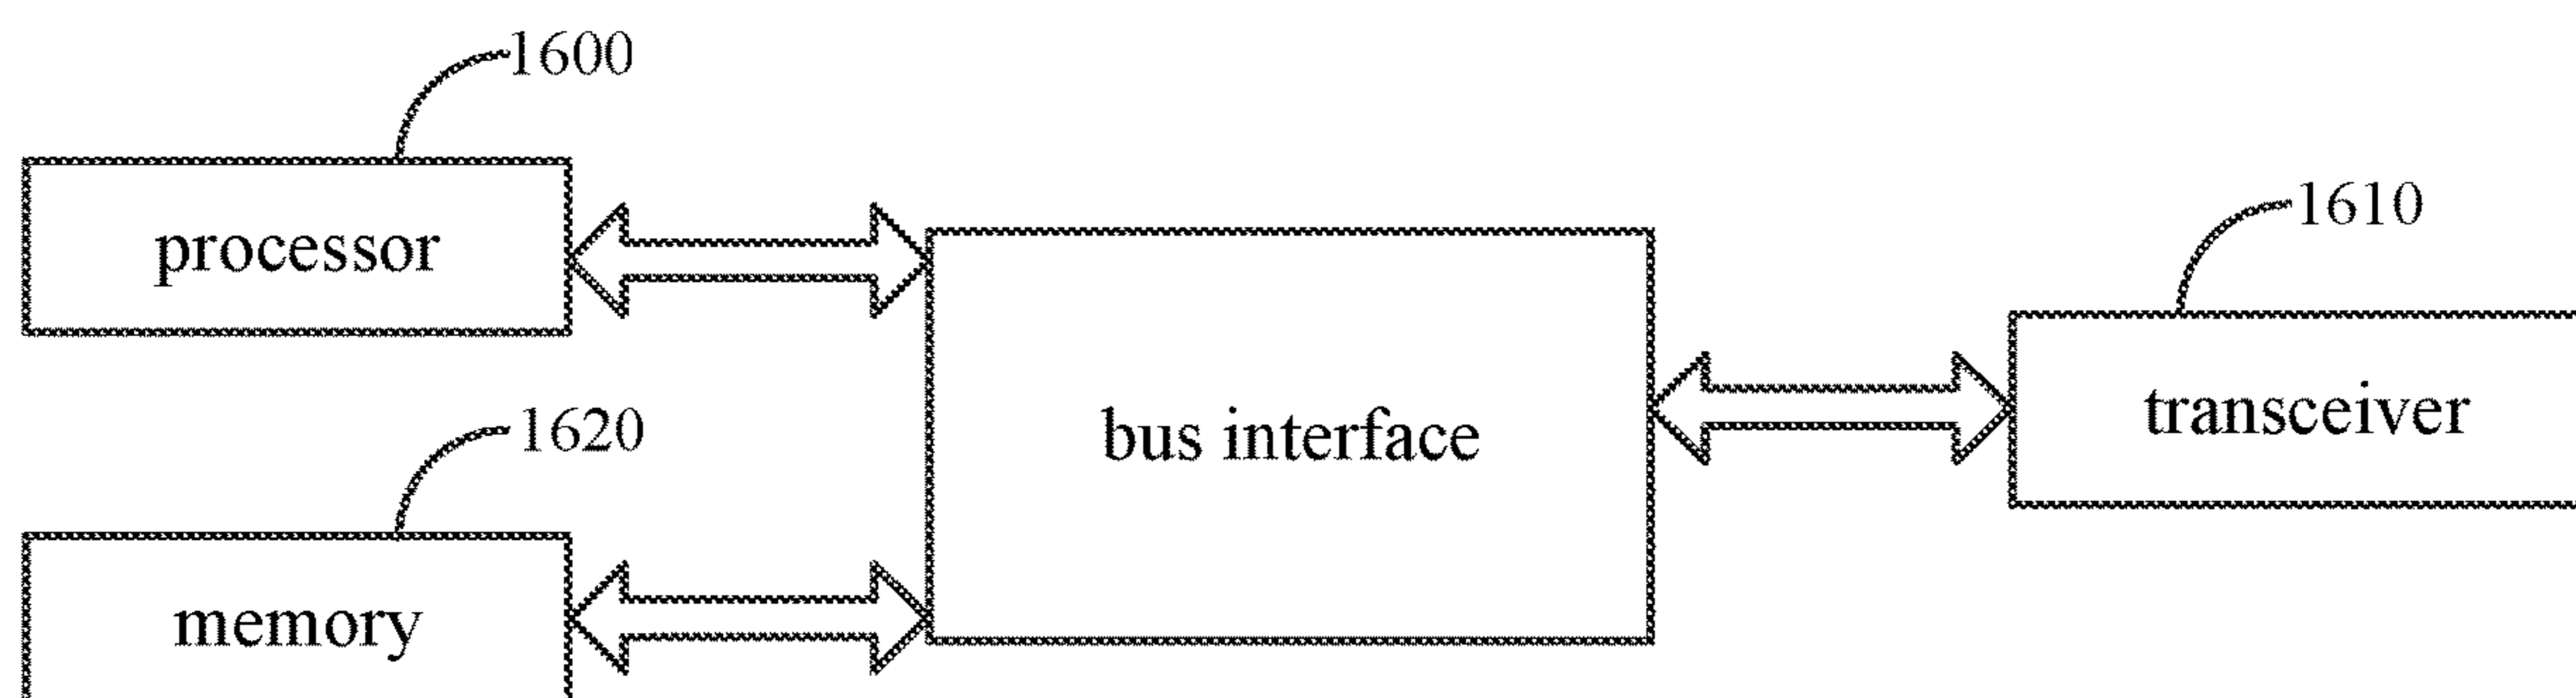 1600
processor
1610
bus interface
transceiver
1620
memory